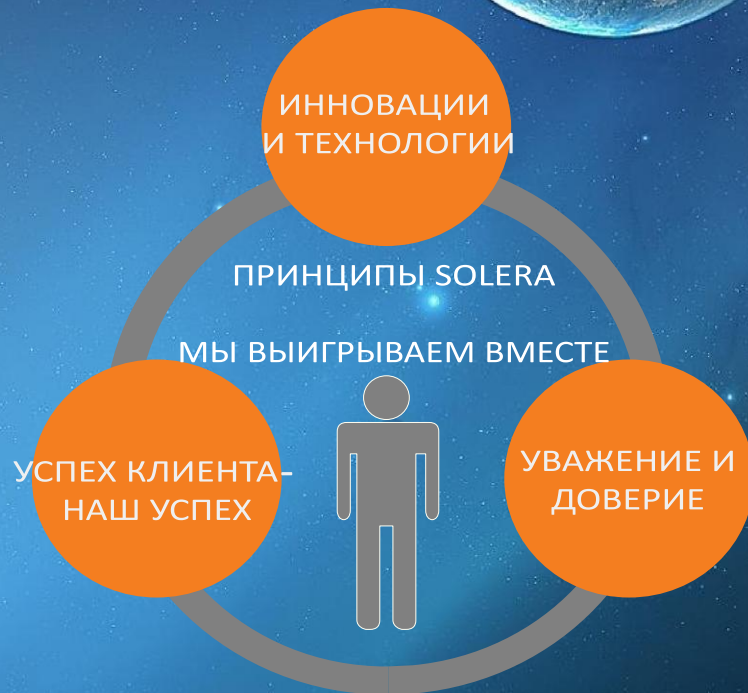 ИННОВАЦИИ
И ТЕХНОЛОГИИ
ПРИНЦИПЫ SOLERA
МЫ ВЫИГРЫВАЕМ ВМЕСТЕ
УСПЕХ КЛИЕНТА-
НАШ УСПЕХ
УВАЖЕНИЕ И
ДОВЕРИЕ